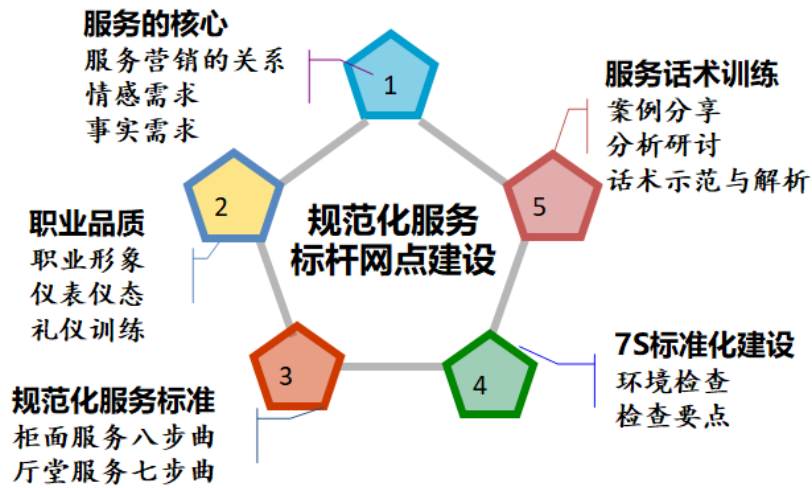 服务的核心
服务营销的关系
情感需求
事实需求
1
服务话术训练
案例分享
分析研讨
话术示范与解析
5
2
职业品质
职业形象
仪表仪态
礼仪训练
规范化服务
标杆网点建设
3
规范化服务标准
柜面服务八步曲
厅堂服务七步曲
4
7S标准化建设
环境检查
检查要点